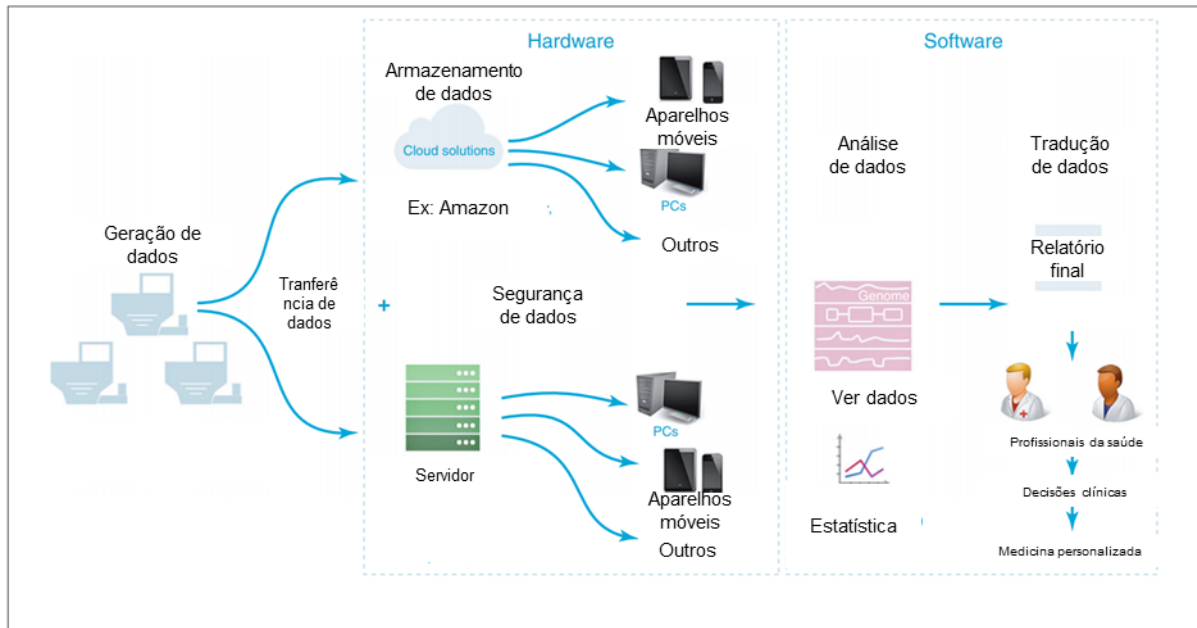 Hardware
Software
Armazenamento
de dados
Cloud solutions
Ex: Amazon
Aparelhos
móveis
PCs
Outros
Geração de
dados
Tranferê
ncia de
dados
+
Segurança
de dados
Servidor
PCs
Aparelhos
móveis
Outros
Análise
de dados
Genome
Ver dados
Estatística
Tradução
de dados
Relatório
final
Profissionais da saúde
Decisões clínicas
Medicina personalizada